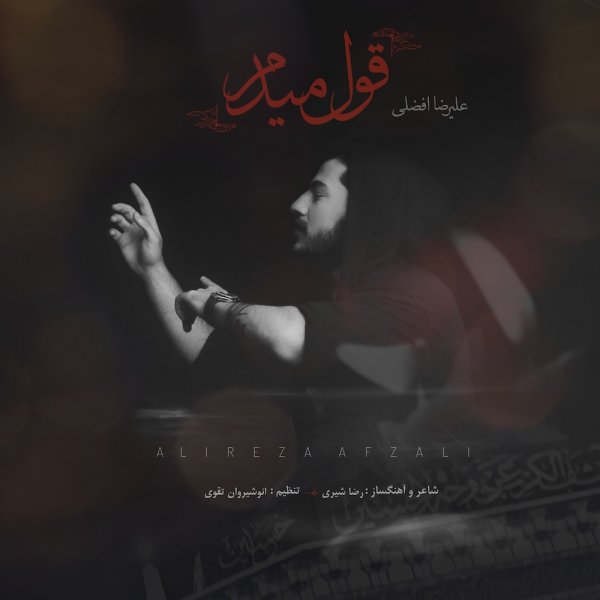 قول میدم
علیرضا افضلی
ALIREZA AFZALI
شاعر و آهنگساز : رضا شیری تنظیم : انوشیروان تقوی